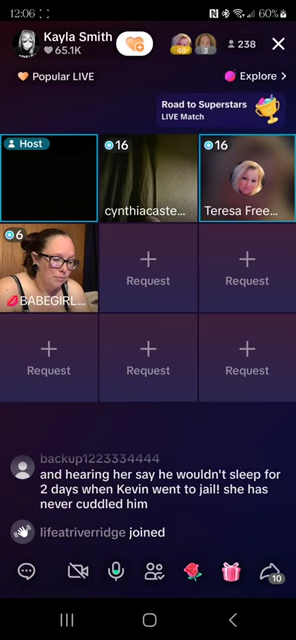 12:06 60%
Kayla Smith
65.1K
40 3 238
Popular LIVE Explore >
Road to Superstars
LIVE Match
Host
16
cynthiacaste...
16
Teresa Free...
6
💋BABEGIRL...
Request
Request
Request
Request
Request
backup1223334444
and hearing her say he wouldn't sleep for
2 days when Kevin went to jail! she has
never cuddled him
lifeatriverridge joined
10